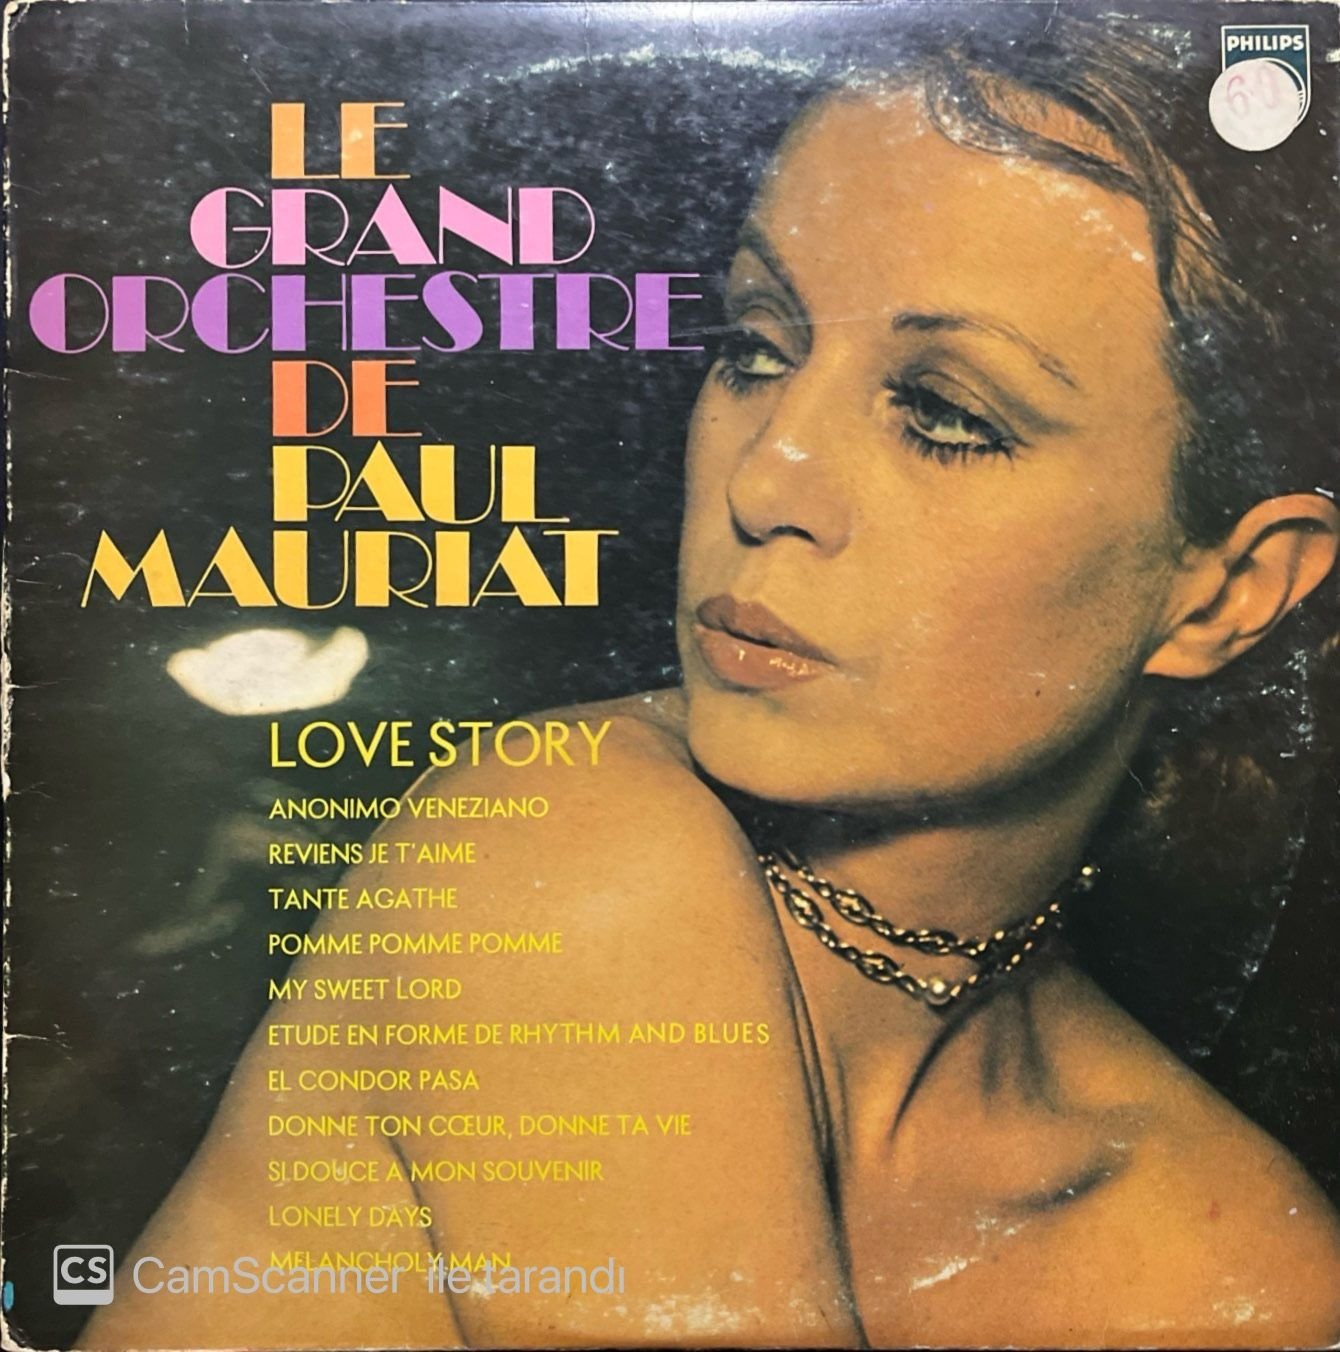 PHILIPS
60
LE
GRAND
ORCHESTRE
DE
PAUL
MAURIAT
LOVE STORY
ANONIMO VENEZIANO
REVIENS JE T'AIME
TANTE AGATHE
POMME POMME POMME
MY SWEET LORD
ETUDE EN FORME DE RHYTHM AND BLUES
EL CONDOR PASA
DONNE TON CŒUR, DONNE TA VIE
SI DOUCE A MON SOUVENIR
LONELY DAYS
MELANCHOLY MAN
CS CamScanner ile tarandı